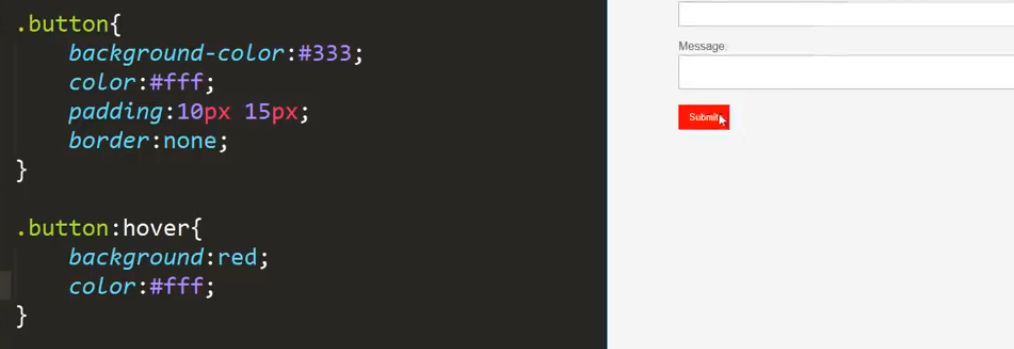 .button{
background-color:#333;
color:#fff;
padding:10px 15px;
border:none;
}
.button:hover{
background:red;
color:#fff;
}
Message:
Submit